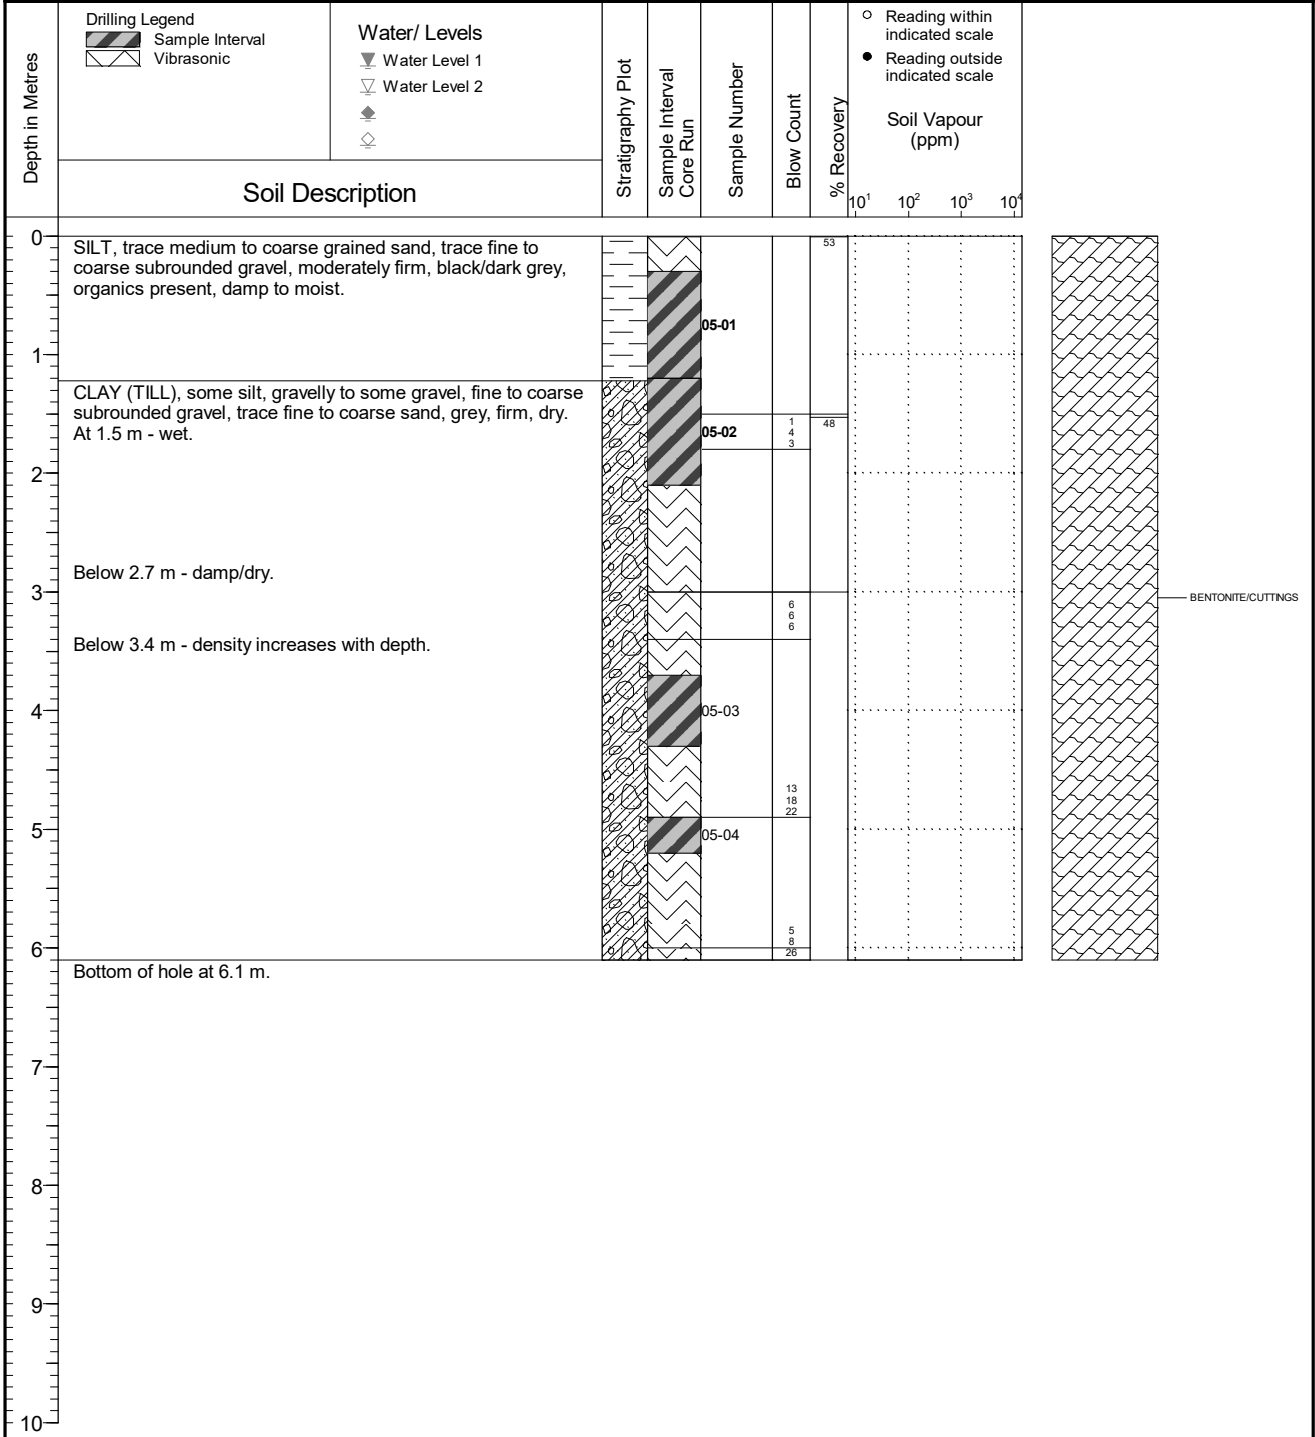 Depth in Metres
Drilling Legend
Sample Interval
Vibrasonic
Water/ Levels
Water Level 1
Water Level 2
Soil Description
Stratigraphy Plot
Sample Interval
Core Run
Sample Number
Blow Count
% Recovery
Reading within
indicated scale
Reading outside
indicated scale
Soil Vapour
(ppm)
10¹ 10² 10³ 10⁴
0
SILT, trace medium to coarse grained sand, trace fine to
coarse subrounded gravel, moderately firm, black/dark grey,
organics present, damp to moist.
53
05-01
1
CLAY (TILL), some silt, gravelly to some gravel, fine to coarse
subrounded gravel, trace fine to coarse sand, grey, firm, dry.
At 1.5 m - wet.
05-02
1
4
3
48
2
Below 2.7 m - damp/dry.
3
6
6
6
BENTONITE/CUTTINGS
Below 3.4 m - density increases with depth.
4
05-03
13
18
22
5
05-04
5
8
26
6
Bottom of hole at 6.1 m.
7
8
9
10